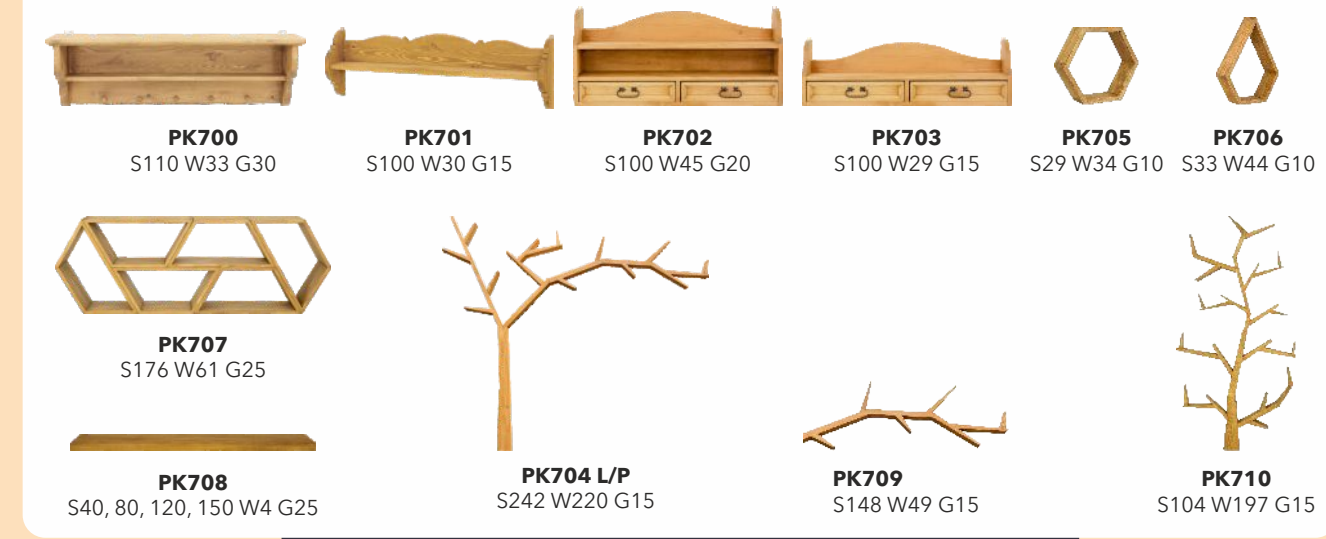 PK700
S110 W33 G30
PK701
S100 W30 G15
PK702
S100 W45 G20
PK703
S100 W29 G15
PK705
S29 W34 G10
PK706
S33 W44 G10
PK707
S176 W61 G25
PK708
S40, 80, 120, 150 W4 G25
PK704 L/P
S242 W220 G15
PK709
S148 W49 G15
PK710
S104 W197 G15